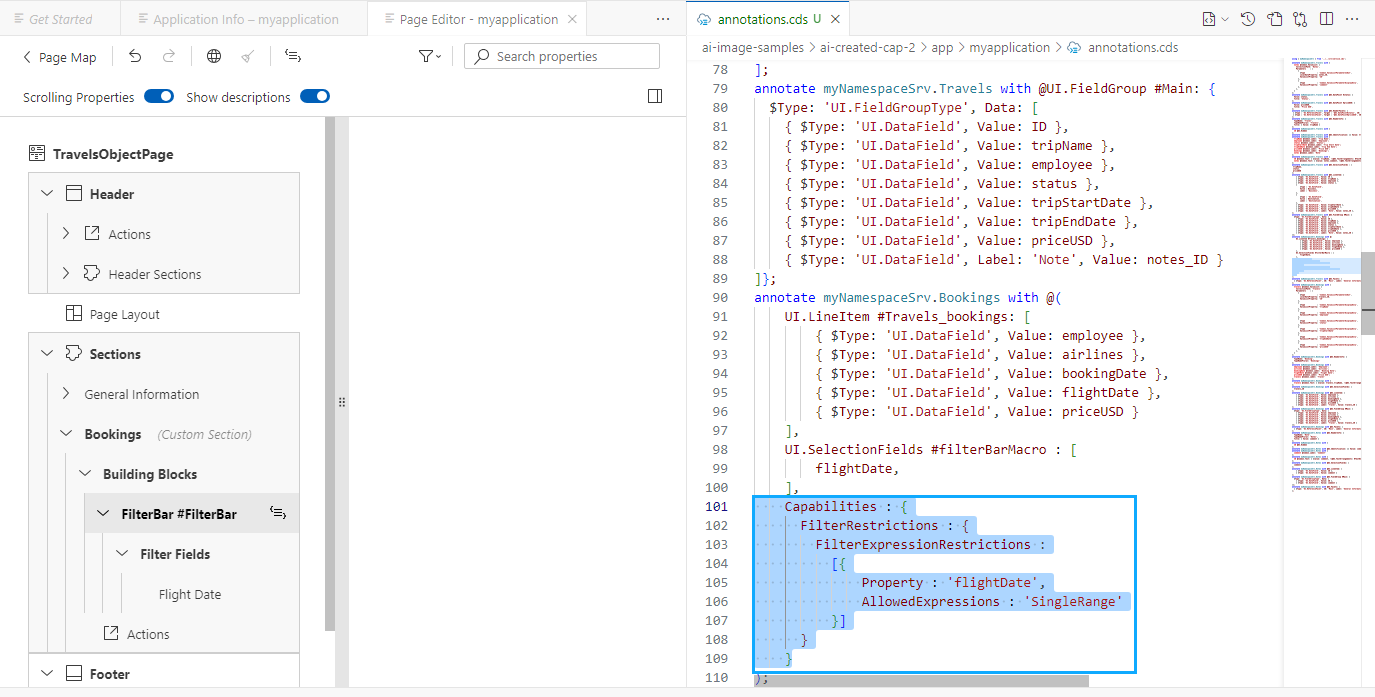 Get Started
Application Info – myapplication
Page Editor - myapplication
annotations.cds U
Page Map
Search properties
Scrolling Properties
Show descriptions
TravelsObjectPage
Header
Actions
Header Sections
Page Layout
Sections
General Information
Bookings (Custom Section)
Building Blocks
FilterBar #FilterBar
Filter Fields
Flight Date
Actions
Footer
ai-image-samples > ai-created-cap-2 > app > myapplication > annotations.cds
78 ];
79 annotate myNamespaceSrv.Travels with @UI.FieldGroup #Main: {
80 $Type: 'UI.FieldGroupType', Data: [
81 { $Type: 'UI.DataField', Value: ID },
82 { $Type: 'UI.DataField', Value: tripName },
83 { $Type: 'UI.DataField', Value: employee },
84 { $Type: 'UI.DataField', Value: status },
85 { $Type: 'UI.DataField', Value: tripStartDate },
86 { $Type: 'UI.DataField', Value: tripEndDate },
87 { $Type: 'UI.DataField', Value: priceUSD },
88 { $Type: 'UI.DataField', Label: 'Note', Value: notes_ID }
89 ]};
90 annotate myNamespaceSrv.Bookings with @(
91 UI.LineItem #Travels_bookings: [
92 { $Type: 'UI.DataField', Value: employee },
93 { $Type: 'UI.DataField', Value: airlines },
94 { $Type: 'UI.DataField', Value: bookingDate },
95 { $Type: 'UI.DataField', Value: flightDate },
96 { $Type: 'UI.DataField', Value: priceUSD }
97 ],
98 UI.SelectionFields #filterBarMacro : [
99 flightDate,
100 ],
101 Capabilities : {
102 FilterRestrictions : {
103 FilterExpressionRestrictions :
104 [{
105 Property : 'flightDate',
106 AllowedExpressions : 'SingleRange'
107 }]
108 }
109 }
110 );